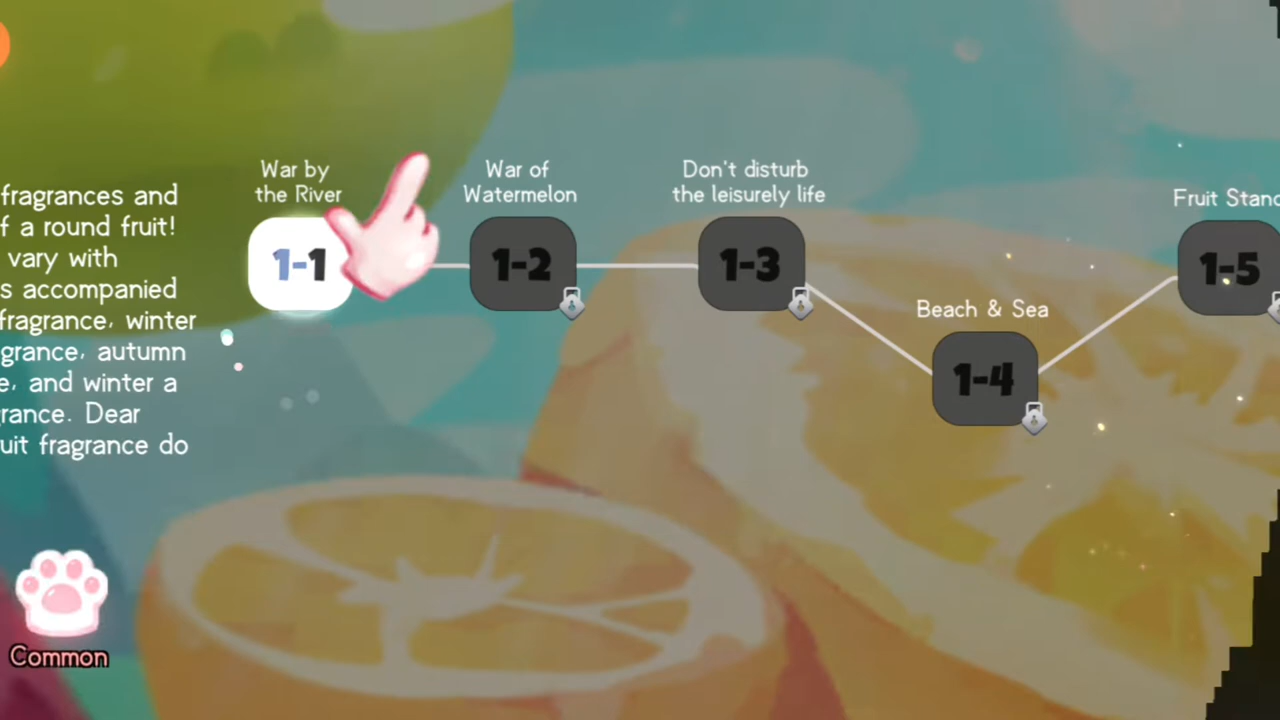 fragrances and
f a round fruit!
vary with
s accompanied
fragrance, winter
grance, autumn
e, and winter a
rance. Dear
uit fragrance do
War by
the River
1-1
War of
Watermelon
1-2
Don't disturb
the leisurely life
1-3
Beach & Sea
1-4
Fruit Stand
1-5
Common